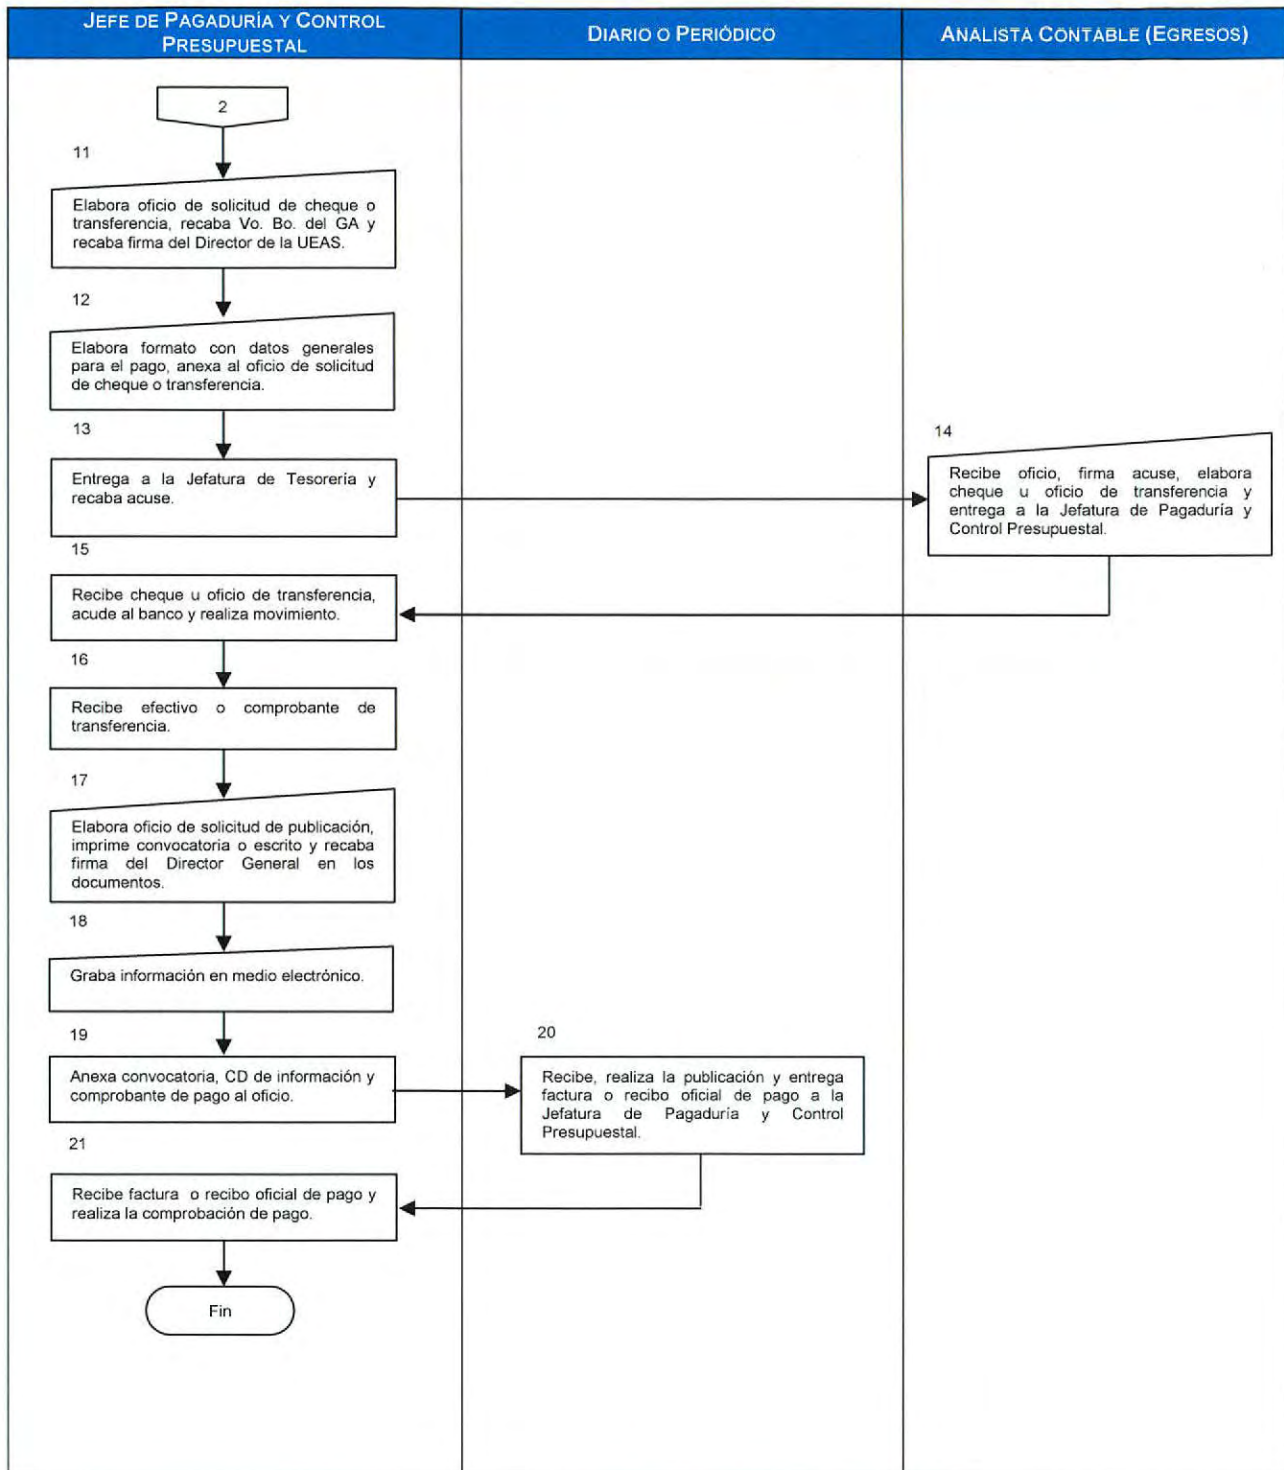 JEFE DE PAGADURÍA Y CONTROL
PRESUPUESTAL
DIARIO O PERIÓDICO
ANALISTA CONTABLE (EGRESOS)
2
11
Elabora oficio de solicitud de cheque o
transferencia, recaba Vo. Bo. del GA y
recaba firma del Director de la UEAS.
12
Elabora formato con datos generales
para el pago, anexa al oficio de solicitud
de cheque o transferencia.
13
Entrega a la Jefatura de Tesorería y
recaba acuse.
14
Recibe oficio, firma acuse, elabora
cheque u oficio de transferencia y
entrega a la Jefatura de Pagaduría y
Control Presupuestal.
15
Recibe cheque u oficio de transferencia,
acude al banco y realiza movimiento.
16
Recibe efectivo o comprobante de
transferencia.
17
Elabora oficio de solicitud de publicación,
imprime convocatoria o escrito y recaba
firma del Director General en los
documentos.
18
Graba información en medio electrónico.
19
Anexa convocatoria, CD de información y
comprobante de pago al oficio.
20
Recibe, realiza la publicación y entrega
factura o recibo oficial de pago a la
Jefatura de Pagaduría y Control
Presupuestal.
21
Recibe factura o recibo oficial de pago y
realiza la comprobación de pago.
Fin